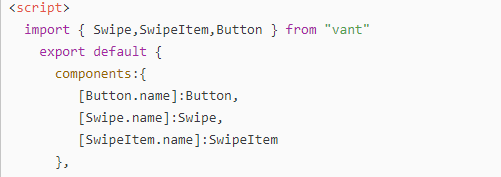 <script>
import { Swipe,SwipeItem,Button } from "vant"
export default {
components:{
[Button.name]:Button,
[Swipe.name]:Swipe,
[SwipeItem.name]:SwipeItem
},